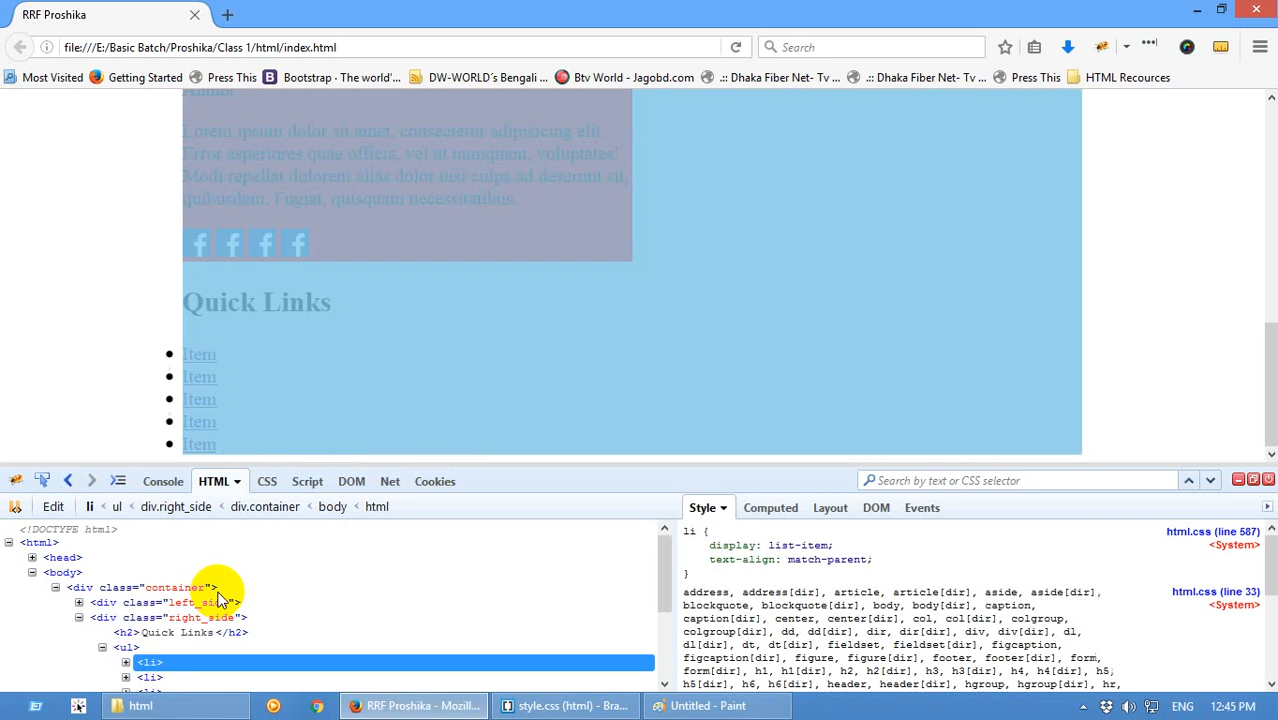 RRF Proshika
file:///E:/Basic Batch/Proshika/Class 1/html/index.html
Search
Most Visited
Getting Started
Press This
Bootstrap · The world'...
DW-WORLD´s Bengali ...
Btv World - Jagobd.com
.:: Dhaka Fiber Net- Tv ...
.:: Dhaka Fiber Net- Tv ...
Press This
HTML Recources
Author
Lorem ipsum dolor sit amet, consectetur adipisicing elit.
Error asperiores quae officia, vel ut numquam, voluptates!
Modi repellat dolorem alias dolor nisi culpa ad deserunt sit,
quibusdam. Fugiat, quisquam necessitatibus.
Quick Links
Item
Item
Item
Item
Item
Console
HTML
CSS
Script
DOM
Net
Cookies
Search by text or CSS selector
Edit
li < ul < div.right_side < div.container < body < html
Style
Computed
Layout
DOM
Events
<!DOCTYPE html>
<html>
<head>
<body>
<div class="container">
<div class="left_side">
<div class="right_side">
<h2>Quick Links</h2>
<ul>
<li>
<li>
<li>
li {
html.css (line 587)
display: list-item;
<System>
text-align: match-parent;
}
address, address[dir], article, article[dir], aside, aside[dir],
html.css (line 33)
blockquote, blockquote[dir], body, body[dir], caption,
<System>
caption[dir], center, center[dir], col, col[dir], colgroup,
colgroup[dir], dd, dd[dir], dir, dir[dir], div, div[dir], dl,
dl[dir], dt, dt[dir], fieldset, fieldset[dir], figcaption,
figcaption[dir], figure, figure[dir], footer, footer[dir], form,
form[dir], h1, h1[dir], h2, h2[dir], h3, h3[dir], h4, h4[dir], h5,
h5[dir], h6, h6[dir], header, header[dir], hgroup, hgroup[dir], hr,
html
RRF Proshika - Mozill...
style.css (html) - Bra...
Untitled - Paint
ENG
12:45 PM